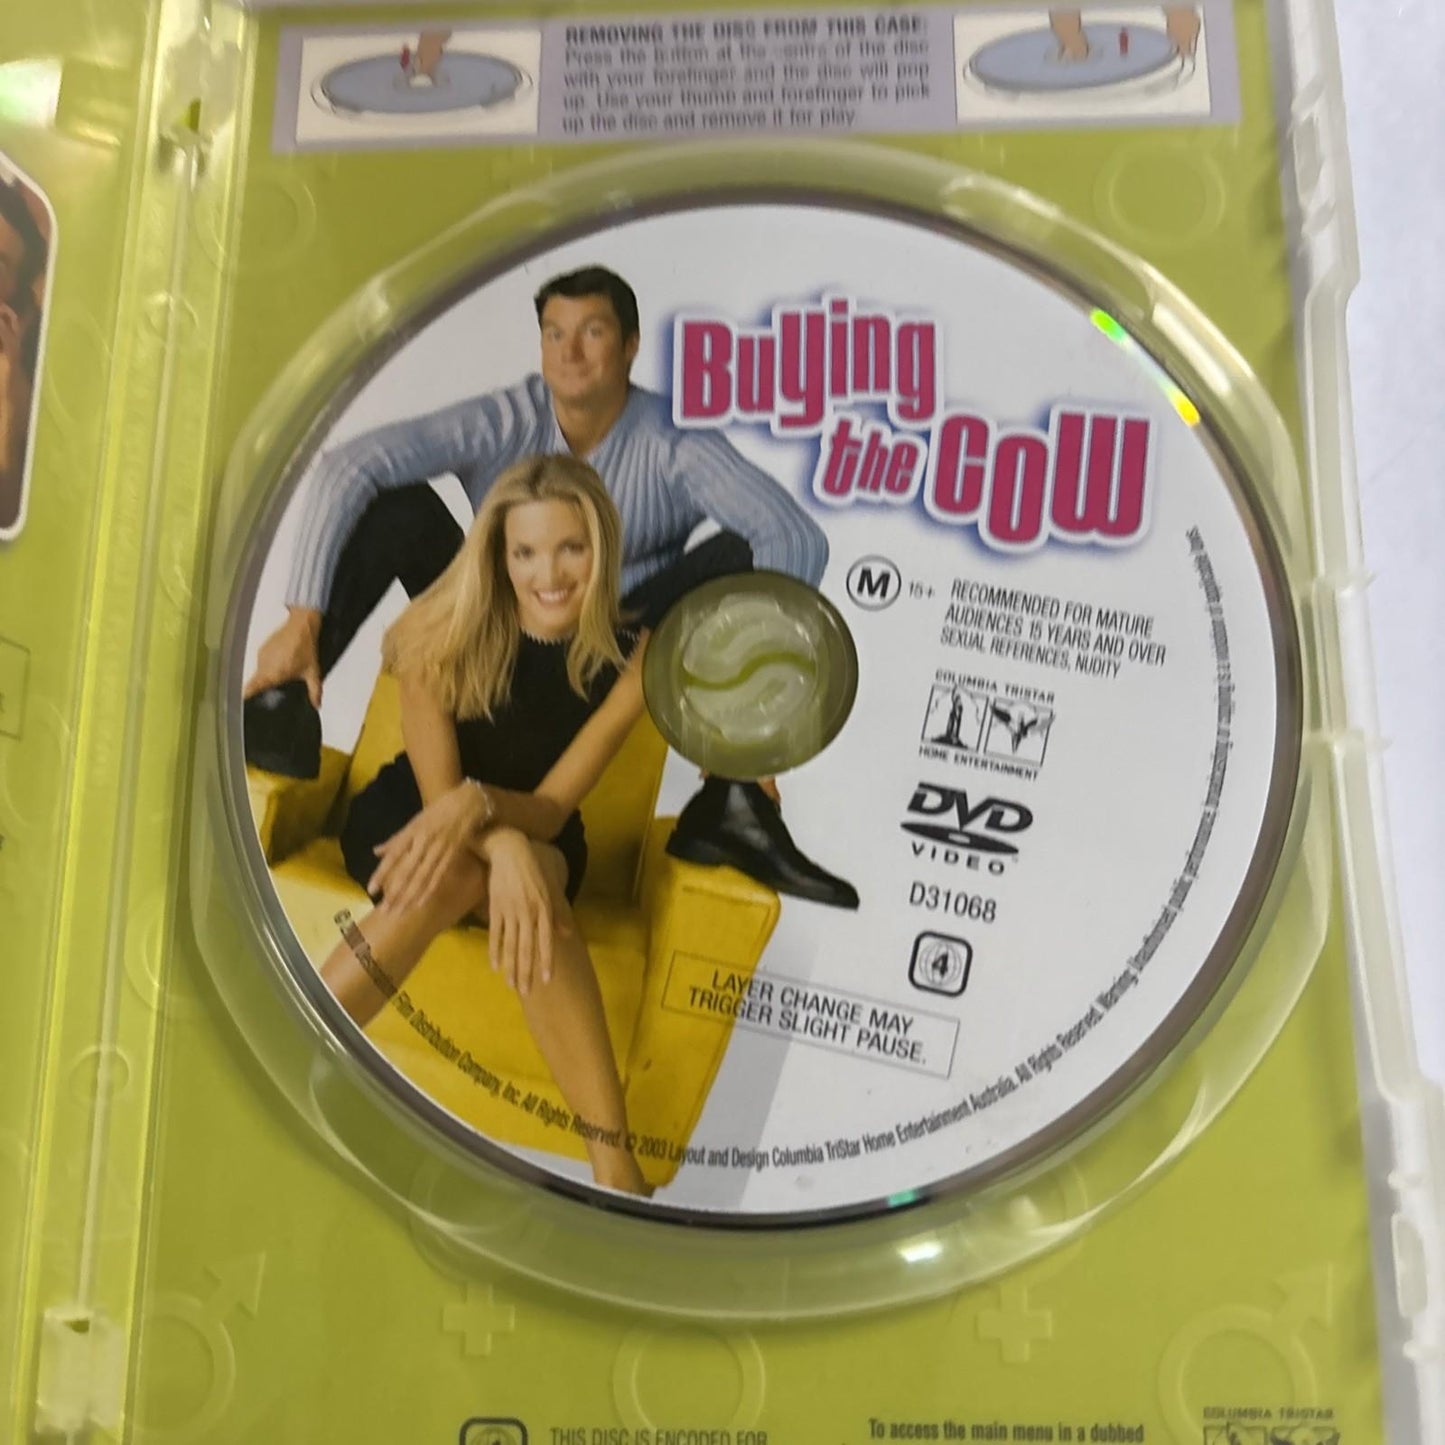 REMOVING THE DISC FROM THIS CASE:
Press the button at the centre of the disc
with your forefinger and the disc will pop
up. Use your thumb and forefinger to pick
up the disc and remove it for play
Buying
the Cow
M 15+
RECOMMENDED FOR MATURE
AUDIENCES 15 YEARS AND OVER
SEXUAL REFERENCES, NUDITY
COLUMBIA TRISTAR
HOME ENTERTAINMENT
DVD
VIDEO
D31068
4
LAYER CHANGE MAY
TRIGGER SLIGHT PAUSE.
Film Distribution Company, Inc. All Rights Reserved. © 2003 Layout and Design Columbia TriStar Home Entertainment Australia. All Rights Reserved. Warning: Unauthorised public
THIS DISC IS ENCODED FOR
To access the main menu in a dubbed
COLUMBIA TRISTAR